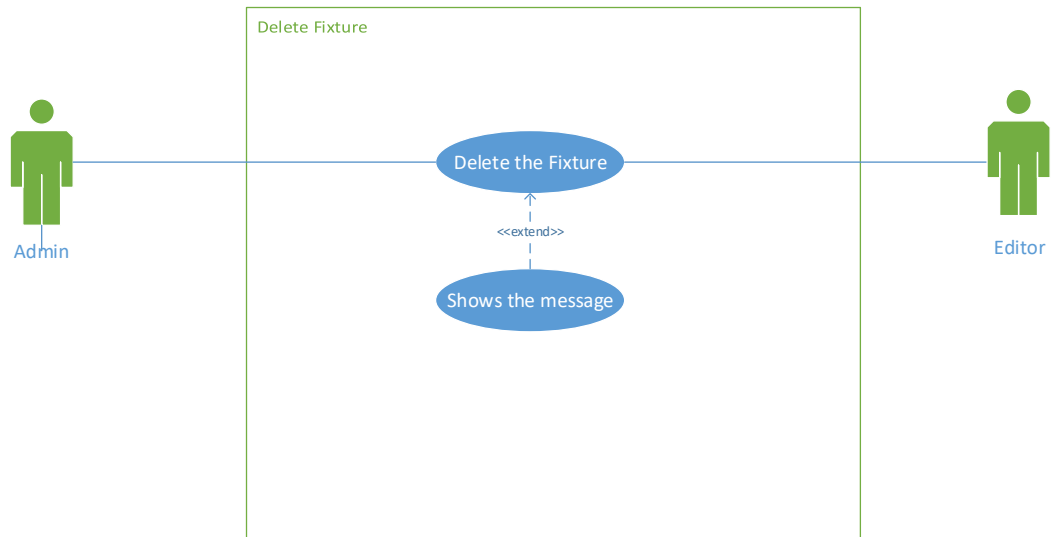 Delete Fixture
Delete the Fixture
<<extend>>
Shows the message
Admin
Editor